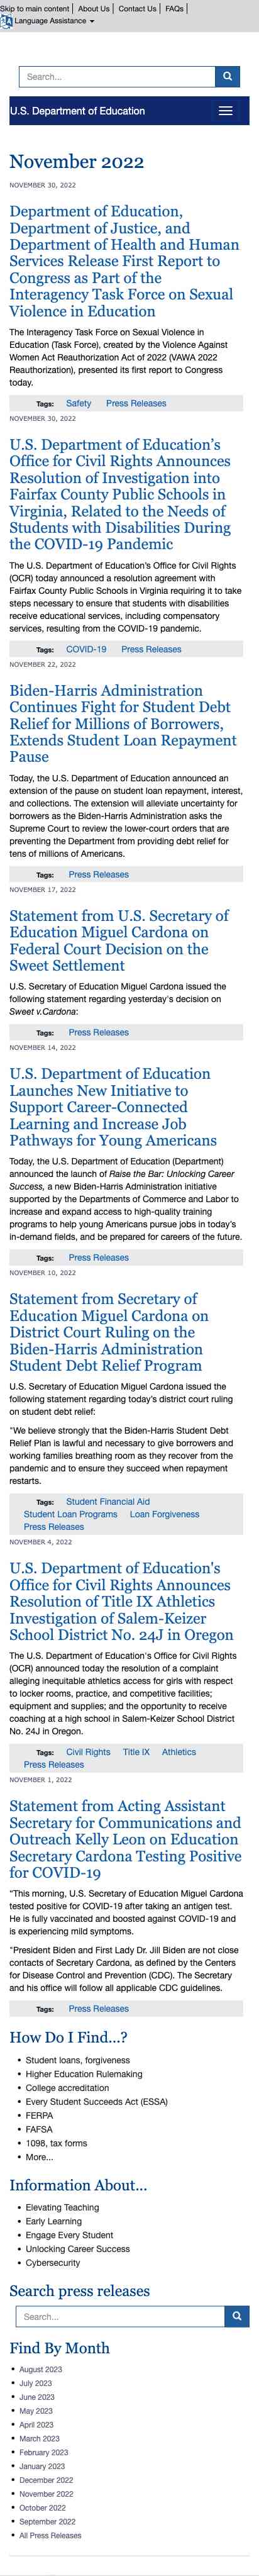 Skip to main content | About Us | Contact Us | FAQs |
Language Assistance
Search...
U.S. Department of Education
November 2022
NOVEMBER 30, 2022
Department of Education,
Department of Justice, and
Department of Health and Human
Services Release First Report to
Congress as Part of the
Interagency Task Force on Sexual
Violence in Education
The Interagency Task Force on Sexual Violence in
Education (Task Force), created by the Violence Against
Women Act Reauthorization Act of 2022 (VAWA 2022
Reauthorization), presented its first report to Congress
today.
Tags: Safety Press Releases
NOVEMBER 30, 2022
U.S. Department of Education's
Office for Civil Rights Announces
Resolution of Investigation into
Fairfax County Public Schools in
Virginia, Related to the Needs of
Students with Disabilities During
the COVID-19 Pandemic
The U.S. Department of Education's Office for Civil Rights
(OCR) today announced a resolution agreement with
Fairfax County Public Schools in Virginia requiring it to take
steps necessary to ensure that students with disabilities
receive educational services, including compensatory
services, resulting from the COVID-19 pandemic.
Tags: COVID-19 Press Releases
NOVEMBER 22, 2022
Biden-Harris Administration
Continues Fight for Student Debt
Relief for Millions of Borrowers,
Extends Student Loan Repayment
Pause
Today, the U.S. Department of Education announced an
extension of the pause on student loan repayment, interest,
and collections. The extension will alleviate uncertainty for
borrowers as the Biden-Harris Administration asks the
Supreme Court to review the lower-court orders that are
preventing the Department from providing debt relief for
tens of millions of Americans.
Tags: Press Releases
NOVEMBER 17, 2022
Statement from U.S. Secretary of
Education Miguel Cardona on
Federal Court Decision on the
Sweet Settlement
U.S. Secretary of Education Miguel Cardona issued the
following statement regarding yesterday's decision on
Sweet v.Cardona:
Tags: Press Releases
NOVEMBER 14, 2022
U.S. Department of Education
Launches New Initiative to
Support Career-Connected
Learning and Increase Job
Pathways for Young Americans
Today, the U.S. Department of Education (Department)
announced the launch of Raise the Bar: Unlocking Career
Success, a new Biden-Harris Administration initiative
supported by the Departments of Commerce and Labor to
increase and expand access to high-quality training
programs to help young Americans pursue jobs in today's
in-demand fields, and be prepared for careers of the future.
Tags: Press Releases
NOVEMBER 10, 2022
Statement from Secretary of
Education Miguel Cardona on
District Court Ruling on the
Biden-Harris Administration
Student Debt Relief Program
U.S. Secretary of Education Miguel Cardona issued the
following statement regarding today's district court ruling
on student debt relief:
"We believe strongly that the Biden-Harris Student Debt
Relief Plan is lawful and necessary to give borrowers and
working families breathing room as they recover from the
pandemic and to ensure they succeed when repayment
restarts.
Tags: Student Financial Aid
Student Loan Programs Loan Forgiveness
Press Releases
NOVEMBER 4, 2022
U.S. Department of Education's
Office for Civil Rights Announces
Resolution of Title IX Athletics
Investigation of Salem-Keizer
School District No. 24J in Oregon
The U.S. Department of Education's Office for Civil Rights
(OCR) announced today the resolution of a complaint
alleging inequitable athletics access for girls with respect
to locker rooms, practice, and competitive facilities;
equipment and supplies; and the opportunity to receive
coaching at a high school in Salem-Keizer School District
No. 24J in Oregon.
Tags: Civil Rights Title IX Athletics
Press Releases
NOVEMBER 1, 2022
Statement from Acting Assistant
Secretary for Communications and
Outreach Kelly Leon on Education
Secretary Cardona Testing Positive
for COVID-19
"This morning, U.S. Secretary of Education Miguel Cardona
tested positive for COVID-19 after taking an antigen test.
He is fully vaccinated and boosted against COVID-19 and
is experiencing mild symptoms.
"President Biden and First Lady Dr. Jill Biden are not close
contacts of Secretary Cardona, as defined by the Centers
for Disease Control and Prevention (CDC). The Secretary
and his office will follow all applicable CDC guidelines.
Tags: Press Releases
How Do I Find...?
• Student loans, forgiveness
• Higher Education Rulemaking
• College accreditation
• Every Student Succeeds Act (ESSA)
• FERPA
• FAFSA
• 1098, tax forms
• More...
Information About...
• Elevating Teaching
• Early Learning
• Engage Every Student
• Unlocking Career Success
• Cybersecurity
Search press releases
Search...
Find By Month
• August 2023
• July 2023
• June 2023
• May 2023
• April 2023
• March 2023
• February 2023
• January 2023
• December 2022
• November 2022
• October 2022
• September 2022
• All Press Releases